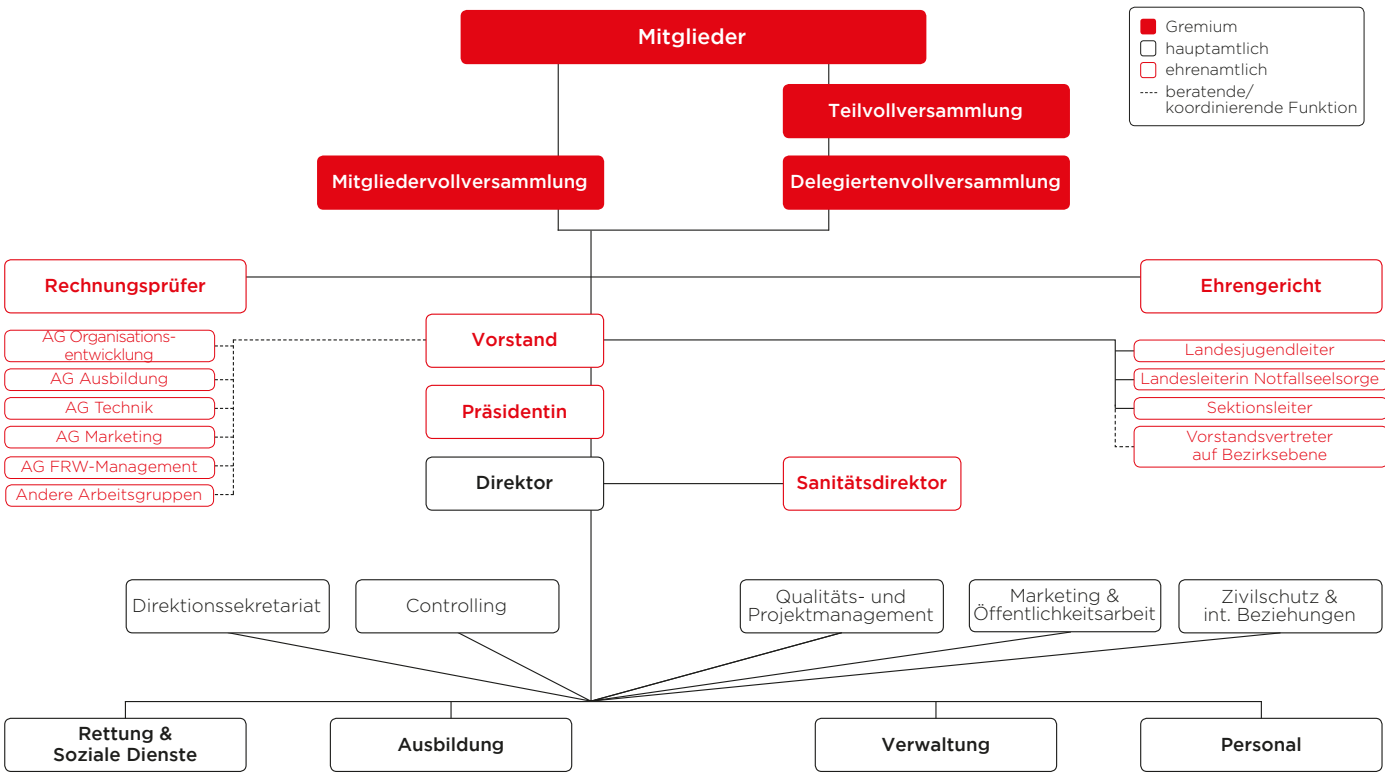 Mitglieder
Gremium
hauptamtlich
ehrenamtlich
beratende/
koordinierende Funktion
Teilvollversammlung
Mitgliedervollversammlung
Delegiertenvollversammlung
Rechnungsprüfer
Ehrengericht
AG Organisations-
entwicklung
AG Ausbildung
AG Technik
AG Marketing
AG FRW-Management
Andere Arbeitsgruppen
Vorstand
Präsidentin
Direktor
Sanitätsdirektor
Landesjugendleiter
Landesleiterin Notfallseelsorge
Sektionsleiter
Vorstandsvertreter
auf Bezirksebene
Direktionssekretariat
Controlling
Qualitäts- und
Projektmanagement
Marketing &
Öffentlichkeitsarbeit
Zivilschutz &
int. Beziehungen
Rettung &
Soziale Dienste
Ausbildung
Verwaltung
Personal